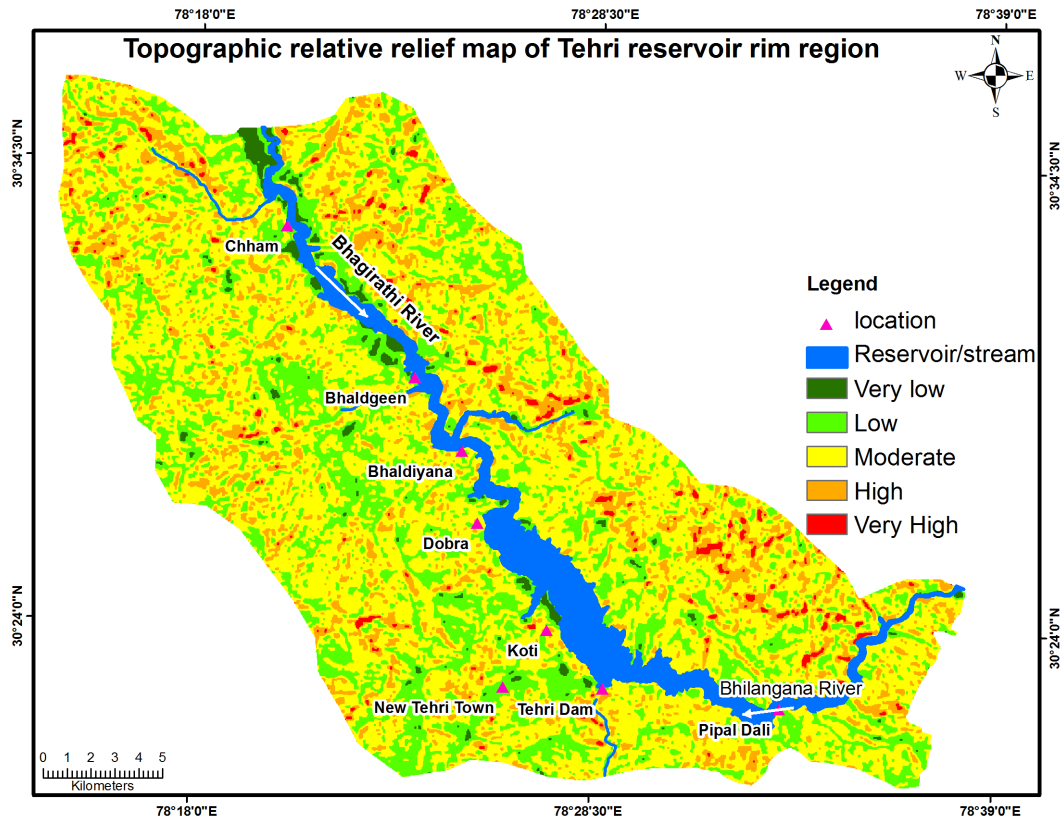 78°18'0"E 78°28'30"E 78°39'0"E
Topographic relative relief map of Tehri reservoir rim region
N
W E
S
30°34'30"N
30°34'30"N
Chham
Bhagirathi River
Legend
location
Reservoir/stream
Very low
Low
Moderate
High
Very High
Bhaldgeen
Bhaldiyana
Dobra
30°24'0"N
30°24'0"N
Koti
New Tehri Town
Tehri Dam
Bhilangana River
Pipal Dali
0 1 2 3 4 5
Kilometers
78°18'0"E 78°28'30"E 78°39'0"E